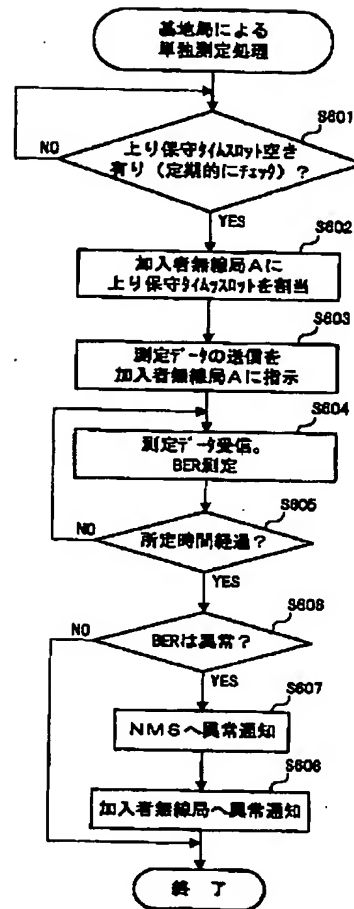 基地局による
単独測定処理
S601
上り保守タイムスロット空き
有り(定期的にチェック)?
NO
YES
S602
加入者無線局Aに
上り保守タイムスロットを割当
S603
測定データの送信を
加入者無線局Aに指示
S604
測定データ受信。
BER測定
S605
所定時間経過?
NO
YES
S606
BERは異常?
NO
YES
S607
NMSへ異常通知
S608
加入者無線局へ異常通知
終 了